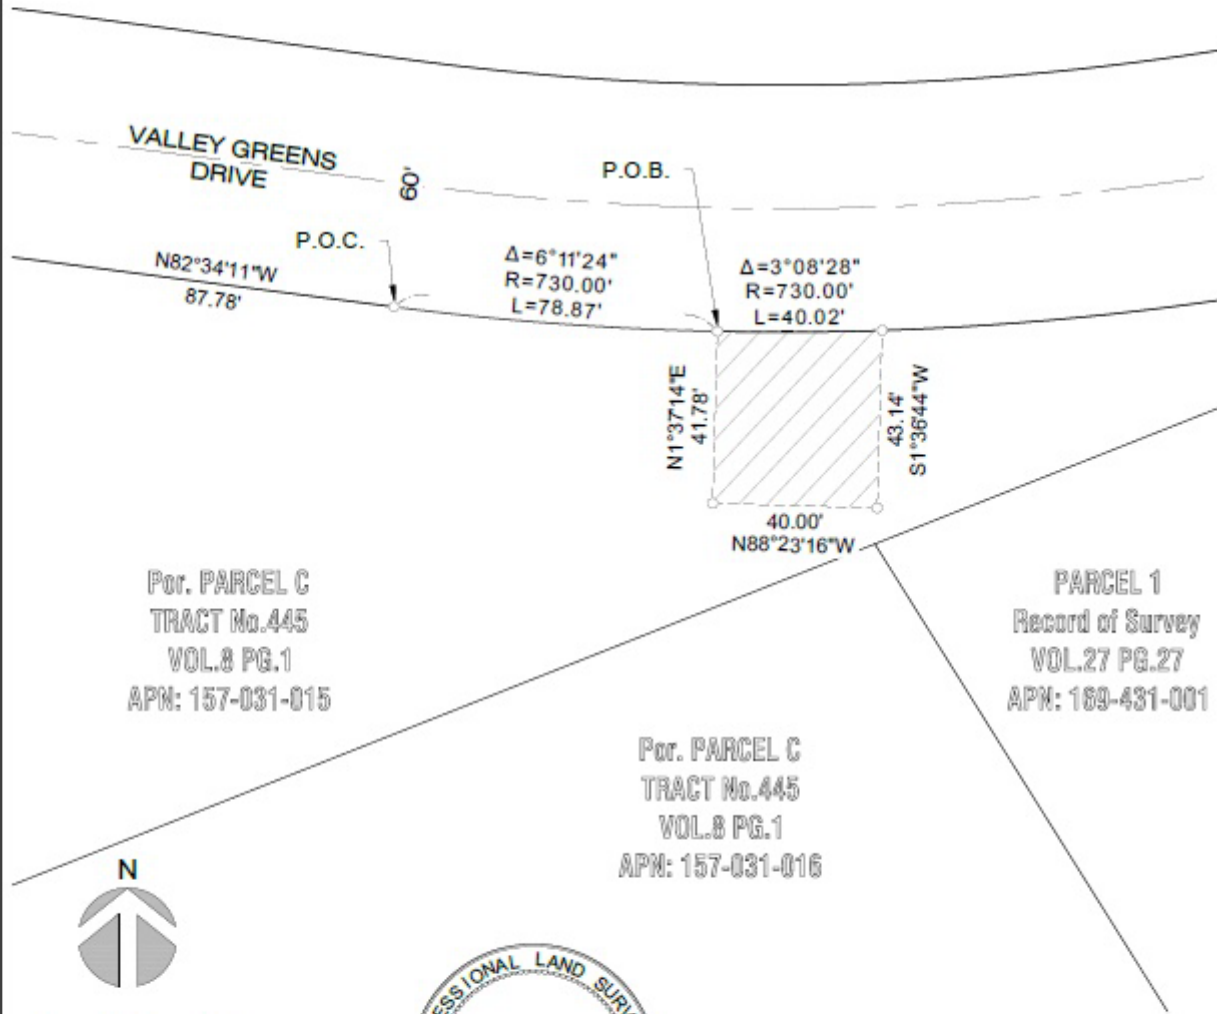 VALLEY GREENS
DRIVE
60'
P.O.B.
P.O.C.
N82°34'11"W
87.78'
Δ=6°11'24"
R=730.00'
L=78.87'
Δ=3°08'28"
R=730.00'
L=40.02'
N1°37'14"E
41.78'
43.14'
S1°36'44"W
40.00'
N88°23'16"W
Por. PARCEL C
TRACT No.445
VOL.8 PG.1
APN: 157-031-015
PARCEL 1
Record of Survey
VOL.27 PG.27
APN: 169-431-001
Por. PARCEL C
TRACT No.445
VOL.8 PG.1
APN: 157-031-016
N
ESSIONAL LAND SURV